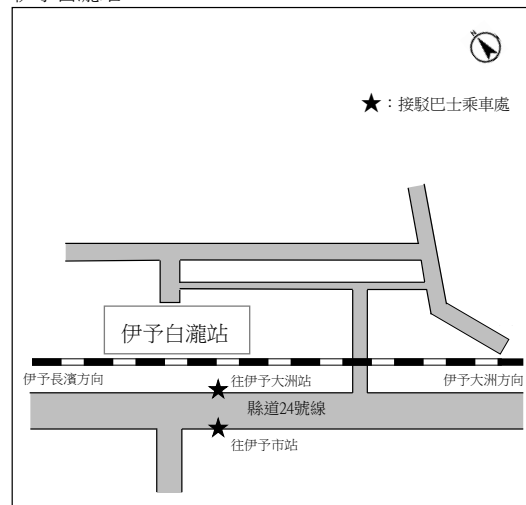 ★：接駁巴士乘車處
伊予白瀧站
伊予長濱方向
往伊予大洲站
伊予大洲方向
縣道24號線
往伊予市站